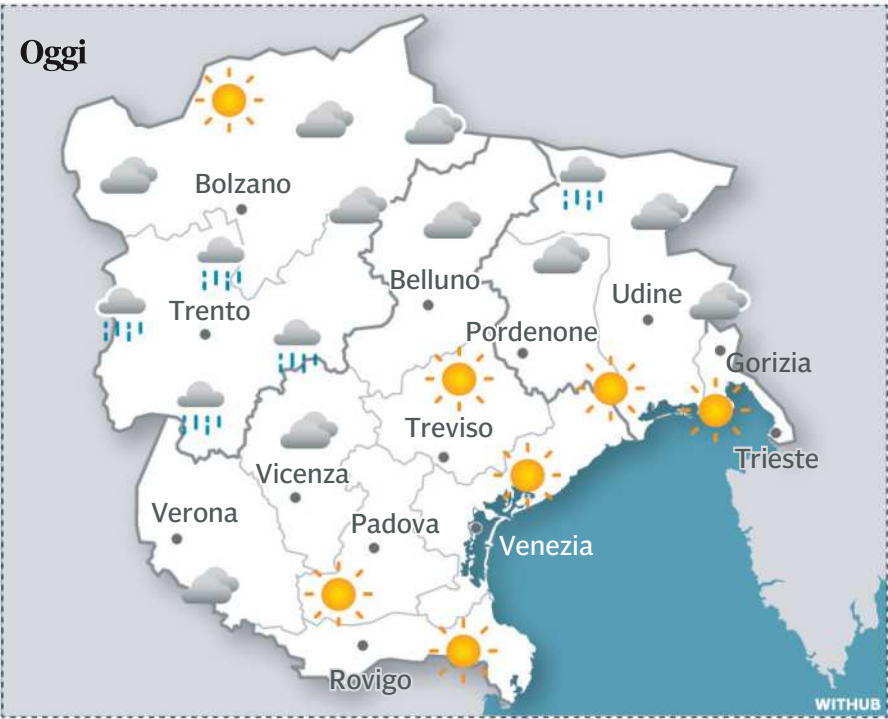 Oggi
Bolzano
Belluno
Udine
Trento
Pordenone
Gorizia
Treviso
Trieste
Vicenza
Verona
Padova
Venezia
Rovigo
WITHUB